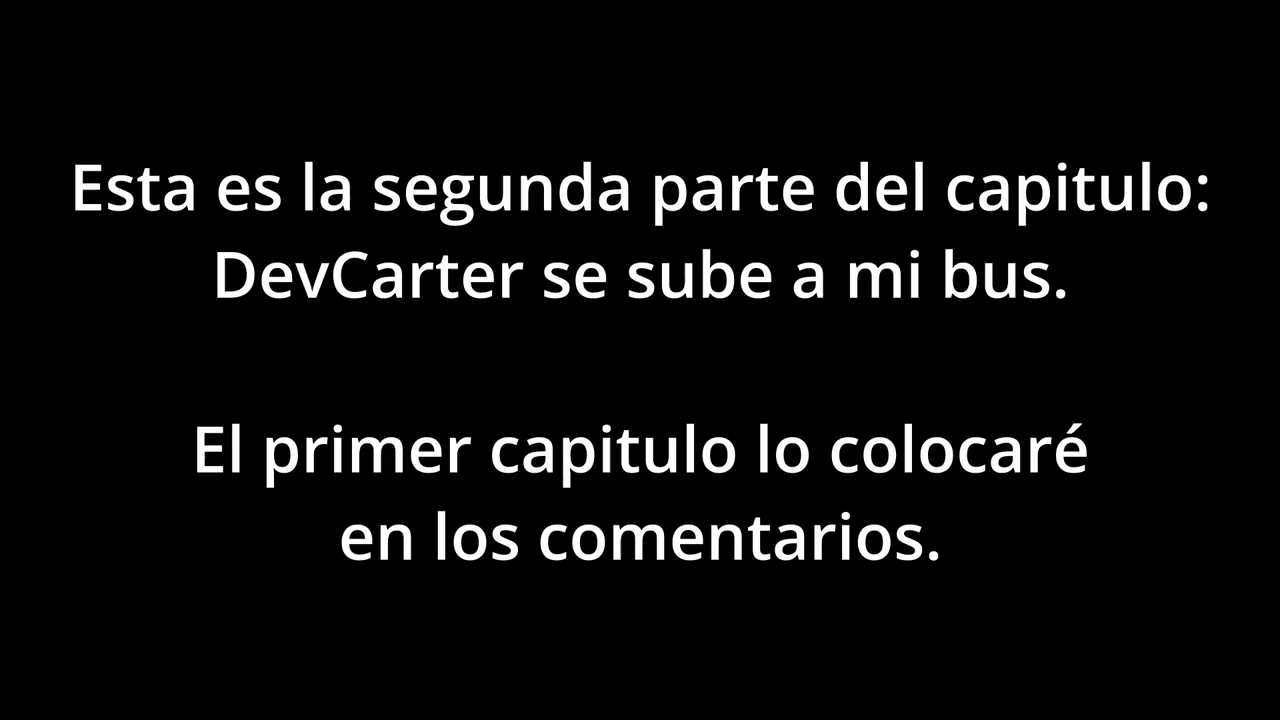 Esta es la segunda parte del capitulo:
DevCarter se sube a mi bus.
El primer capitulo lo colocaré
en los comentarios.